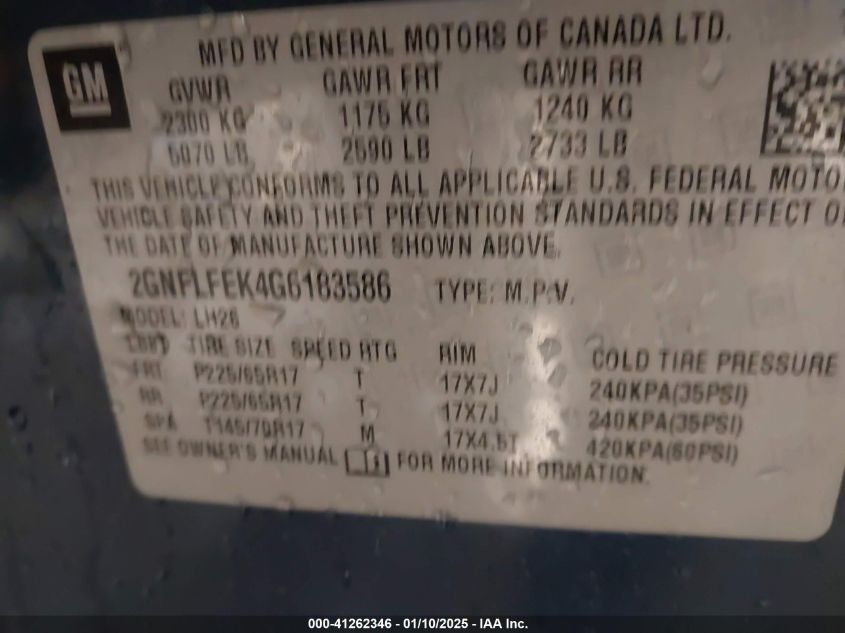 GM
MFD BY GENERAL MOTORS OF CANADA LTD.
GVWR GAWR FRT GAWR RR
2300 KG 1175 KG 1240 KG
5070 LB 2590 LB 2733 LB
THIS VEHICLE CONFORMS TO ALL APPLICABLE U.S. FEDERAL MOTO
VEHICLE SAFETY AND THEFT PREVENTION STANDARDS IN EFFECT O
THE DATE OF MANUFACTURE SHOWN ABOVE.
2GNFLFEK4G6183586 TYPE: M.P.V.
MODEL: LH26
TIRE SIZE SPEED RTG RIM COLD TIRE PRESSURE
FRT P225/65R17 T 17X7J 240KPA(35PSI)
RR P225/65R17 T 17X7J 240KPA(35PSI)
SPA T145/70R17 M 17X4.5T 420KPA(60PSI)
SEE OWNER'S MANUAL FOR MORE INFORMATION.
000-41262346 - 01/10/2025 - IAA Inc.